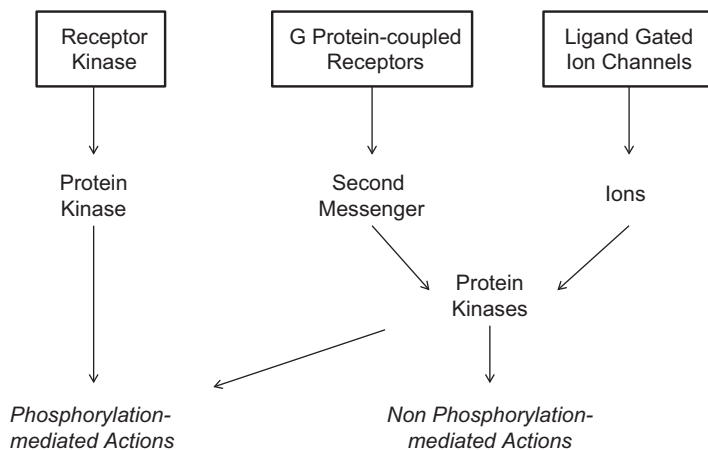 Receptor
Kinase
G Protein-coupled
Receptors
Ligand Gated
Ion Channels
Protein
Kinase
Second
Messenger
Ions
Protein
Kinases
Phosphorylation-
mediated Actions
Non Phosphorylation-
mediated Actions